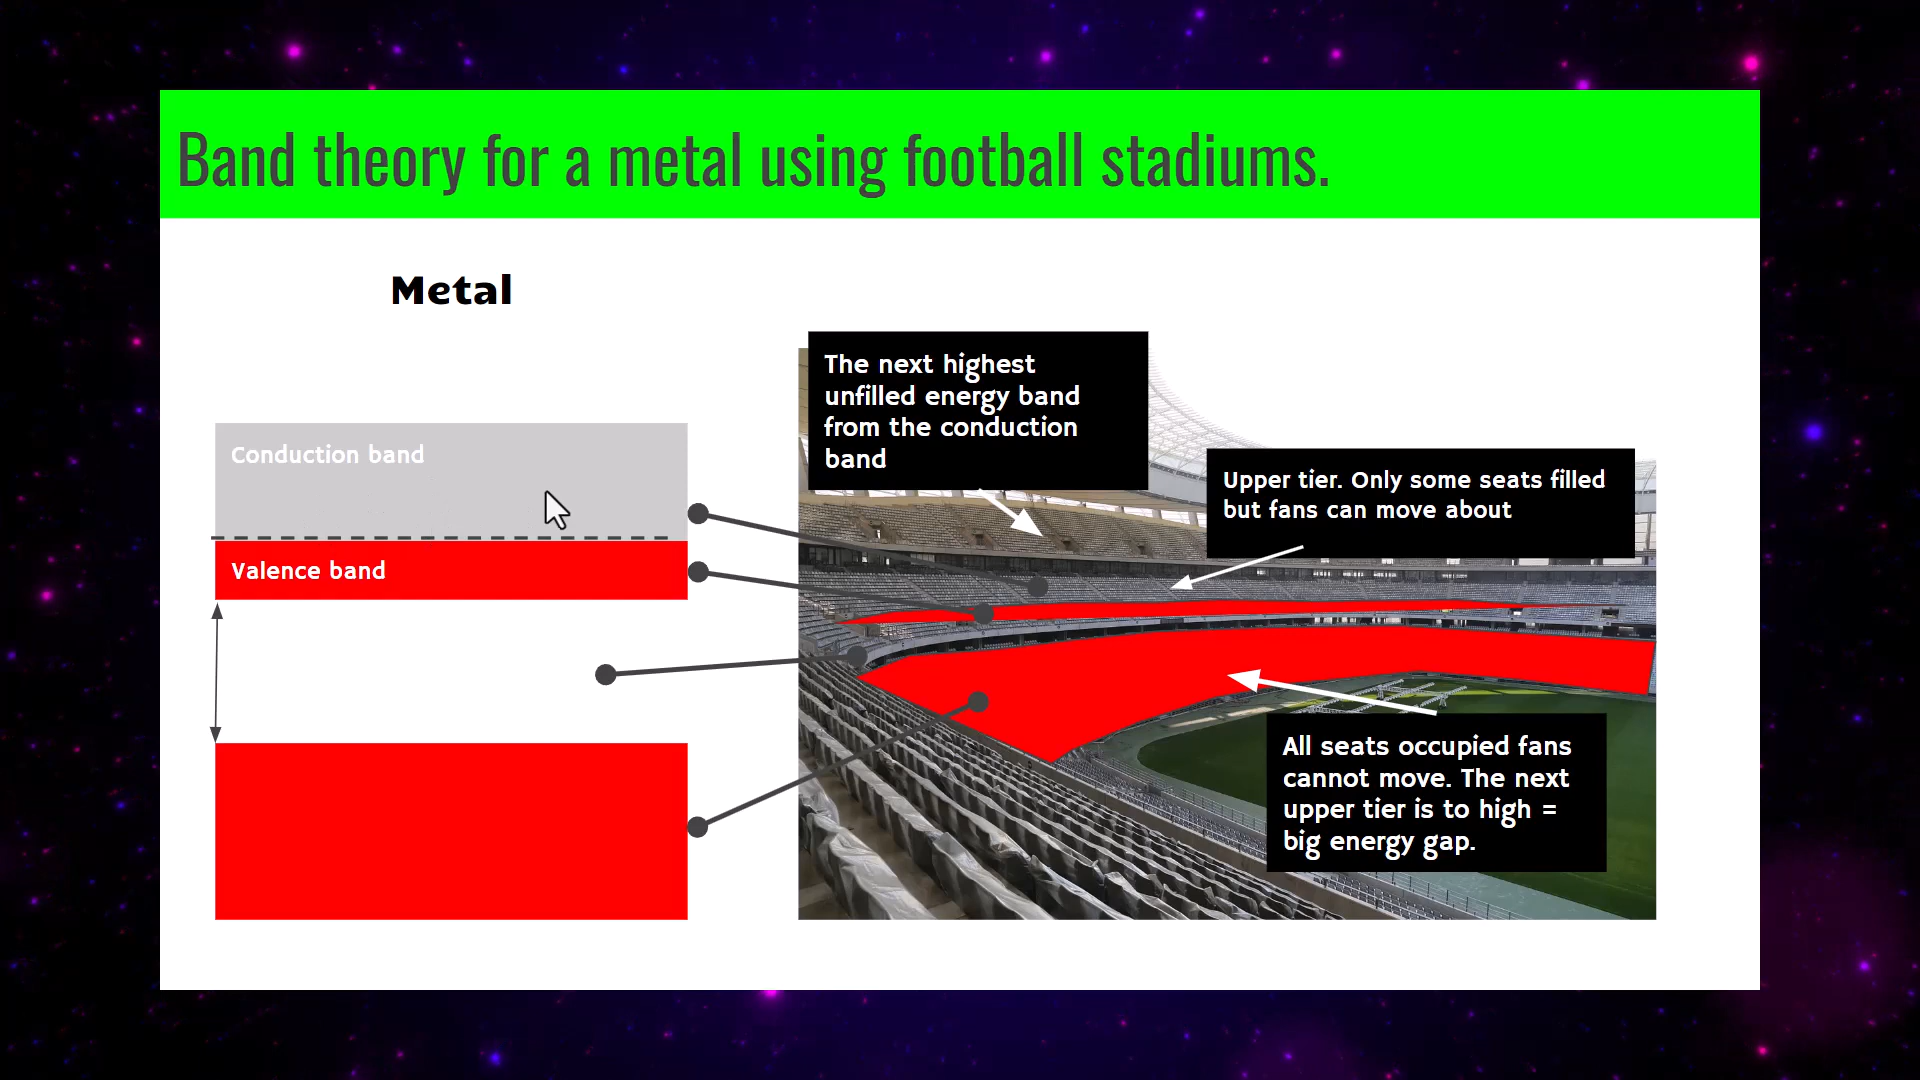 Band theory for a metal using football stadiums.
Metal
Conduction band
Valence band
The next highest
unfilled energy band
from the conduction
band
Upper tier. Only some seats filled
but fans can move about
All seats occupied fans
cannot move. The next
upper tier is to high =
big energy gap.